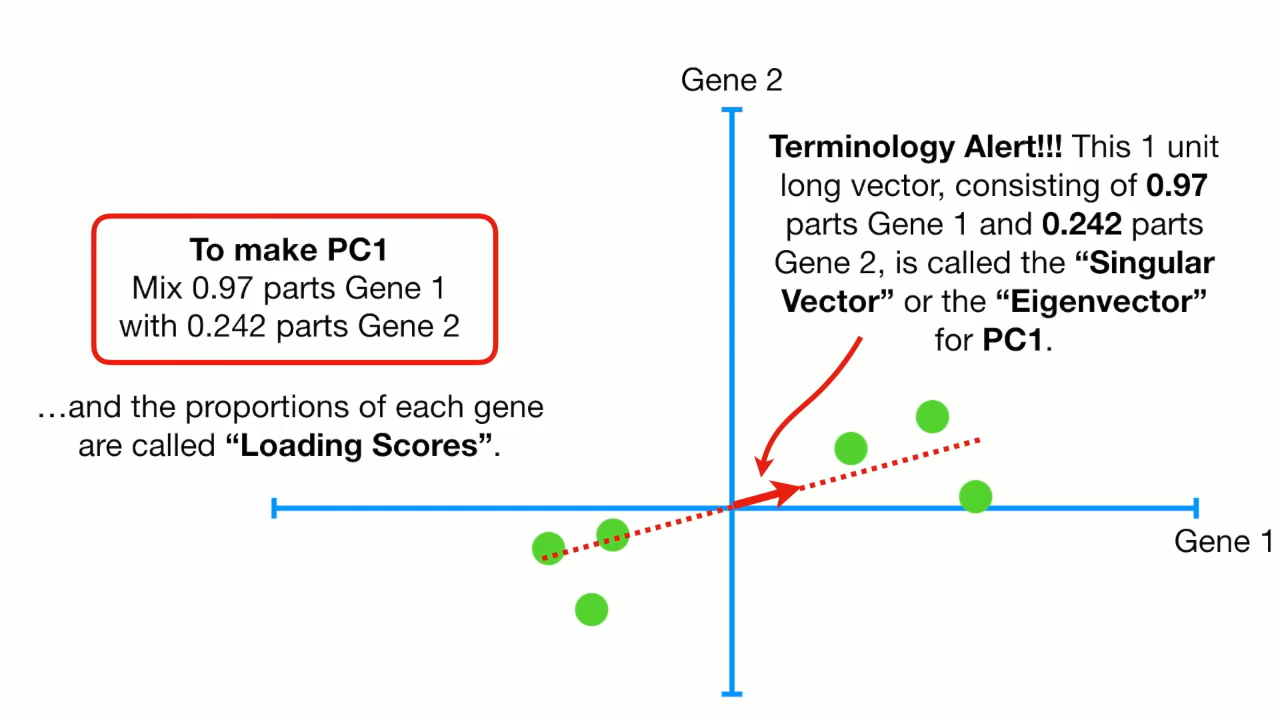 Gene 2
Terminology Alert!!! This 1 unit
long vector, consisting of 0.97
parts Gene 1 and 0.242 parts
Gene 2, is called the “Singular
Vector” or the “Eigenvector”
for PC1.
To make PC1
Mix 0.97 parts Gene 1
with 0.242 parts Gene 2
…and the proportions of each gene
are called “Loading Scores”.
Gene 1